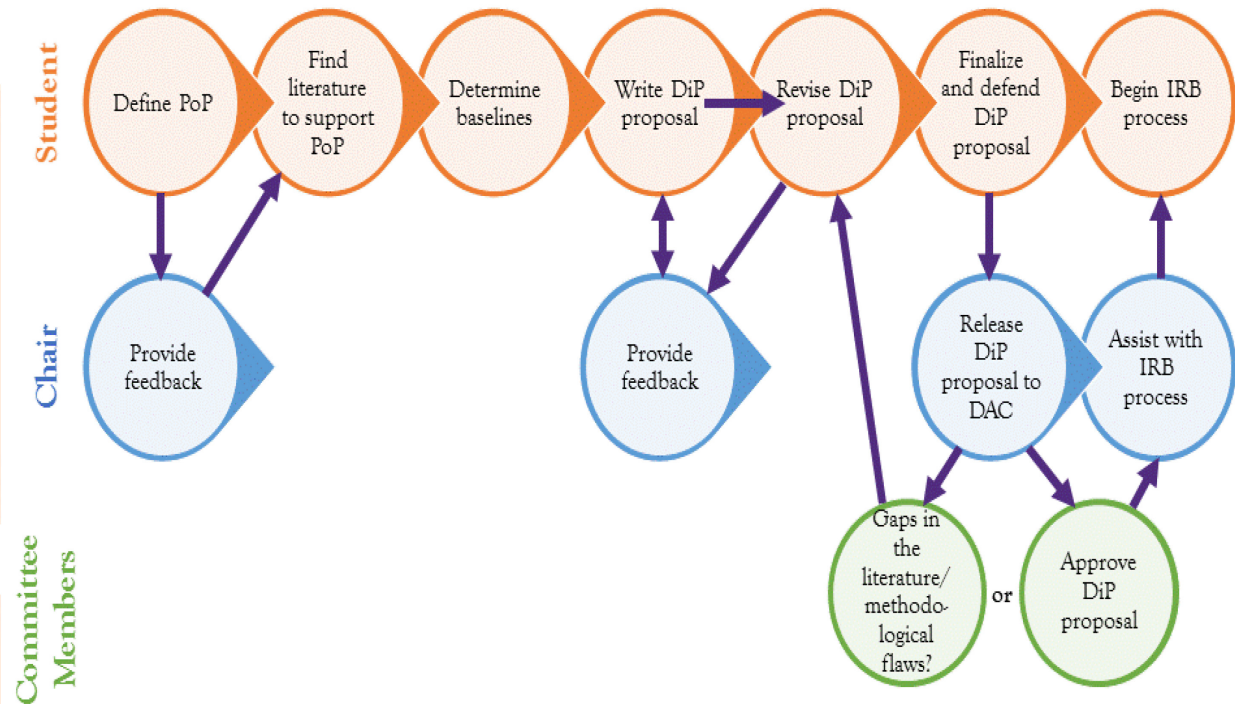 Student
Define PoP
Find
literature
to support
PoP
Determine
baselines
Write DiP
proposal
Revise DiP
proposal
Finalize
and defend
DiP
proposal
Begin IRB
process
Chair
Provide
feedback
Provide
feedback
Release
DiP
proposal to
DAC
Assist with
IRB
process
Committee
Members
Gaps in
the
literature/
methodo-
logical
flaws?
or
Approve
DiP
proposal